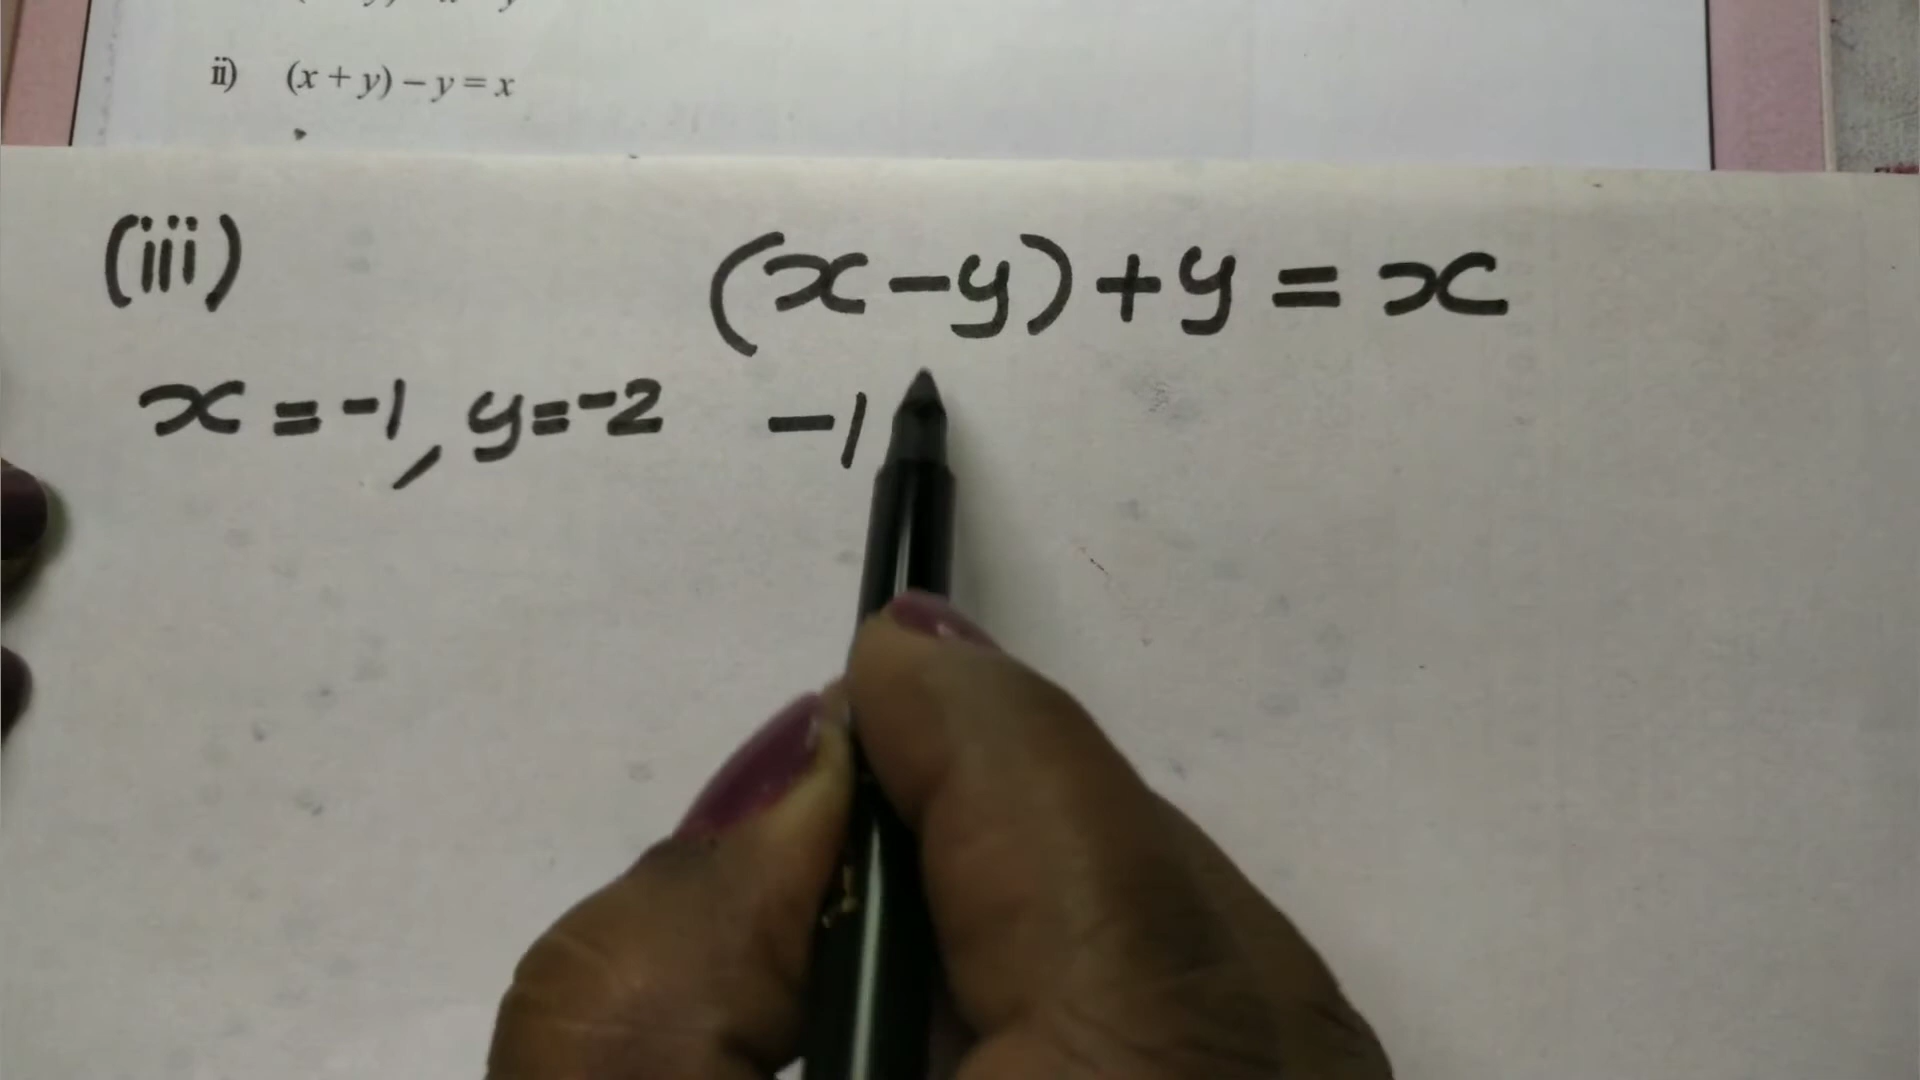 ii) (x + y) – y = x
(iii) (x - y) + y = x
x = -1, y = -2 -1